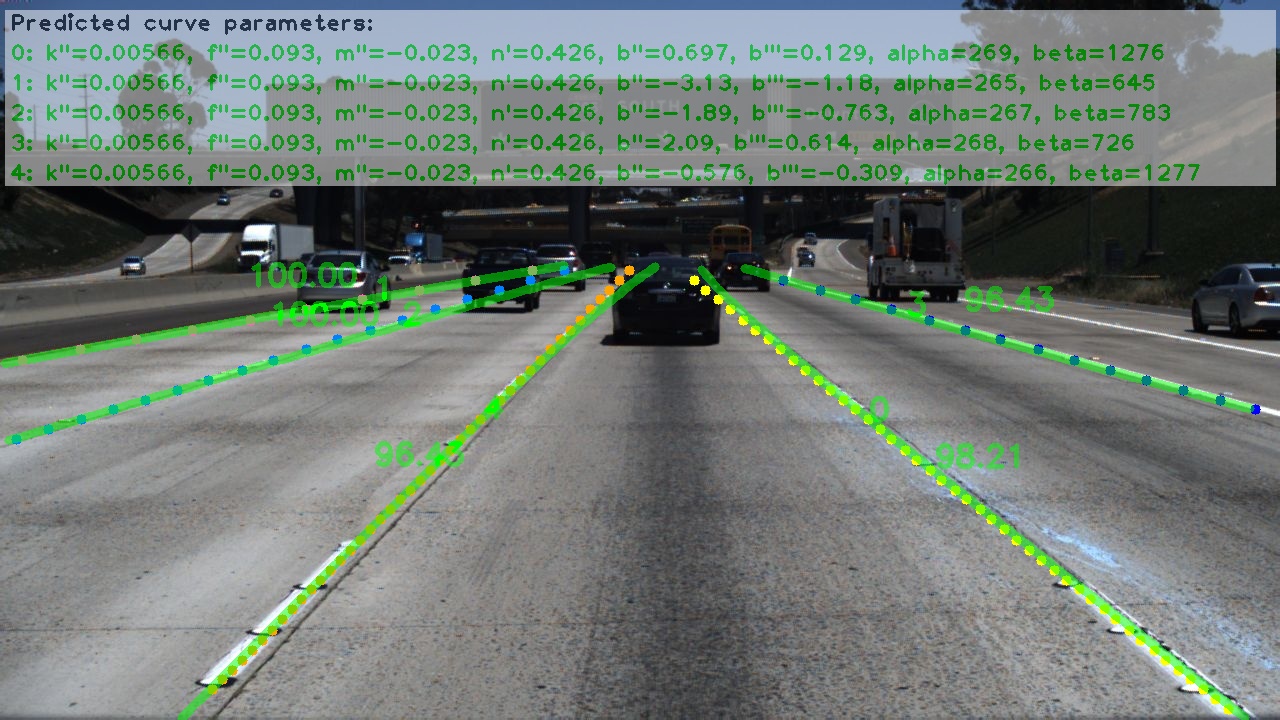 Predicted curve parameters:
0: k''=0.00566, f''=0.093, m''=−0.023, n'=0.426, b''=0.697, b'''=0.129, alpha=269, beta=1276
1: k''=0.00566, f''=0.093, m''=−0.023, n'=0.426, b''=−3.13, b'''=−1.18, alpha=265, beta=645
2: k''=0.00566, f''=0.093, m''=−0.023, n'=0.426, b''=−1.89, b'''=−0.763, alpha=267, beta=783
3: k''=0.00566, f''=0.093, m''=−0.023, n'=0.426, b''=2.09, b'''=0.614, alpha=268, beta=726
4: k''=0.00566, f''=0.093, m''=−0.023, n'=0.426, b''=−0.576, b'''=−0.309, alpha=266, beta=1277
SOUTH
100.00 1
100.00 2
3 96.43
0
4
96.43
98.21